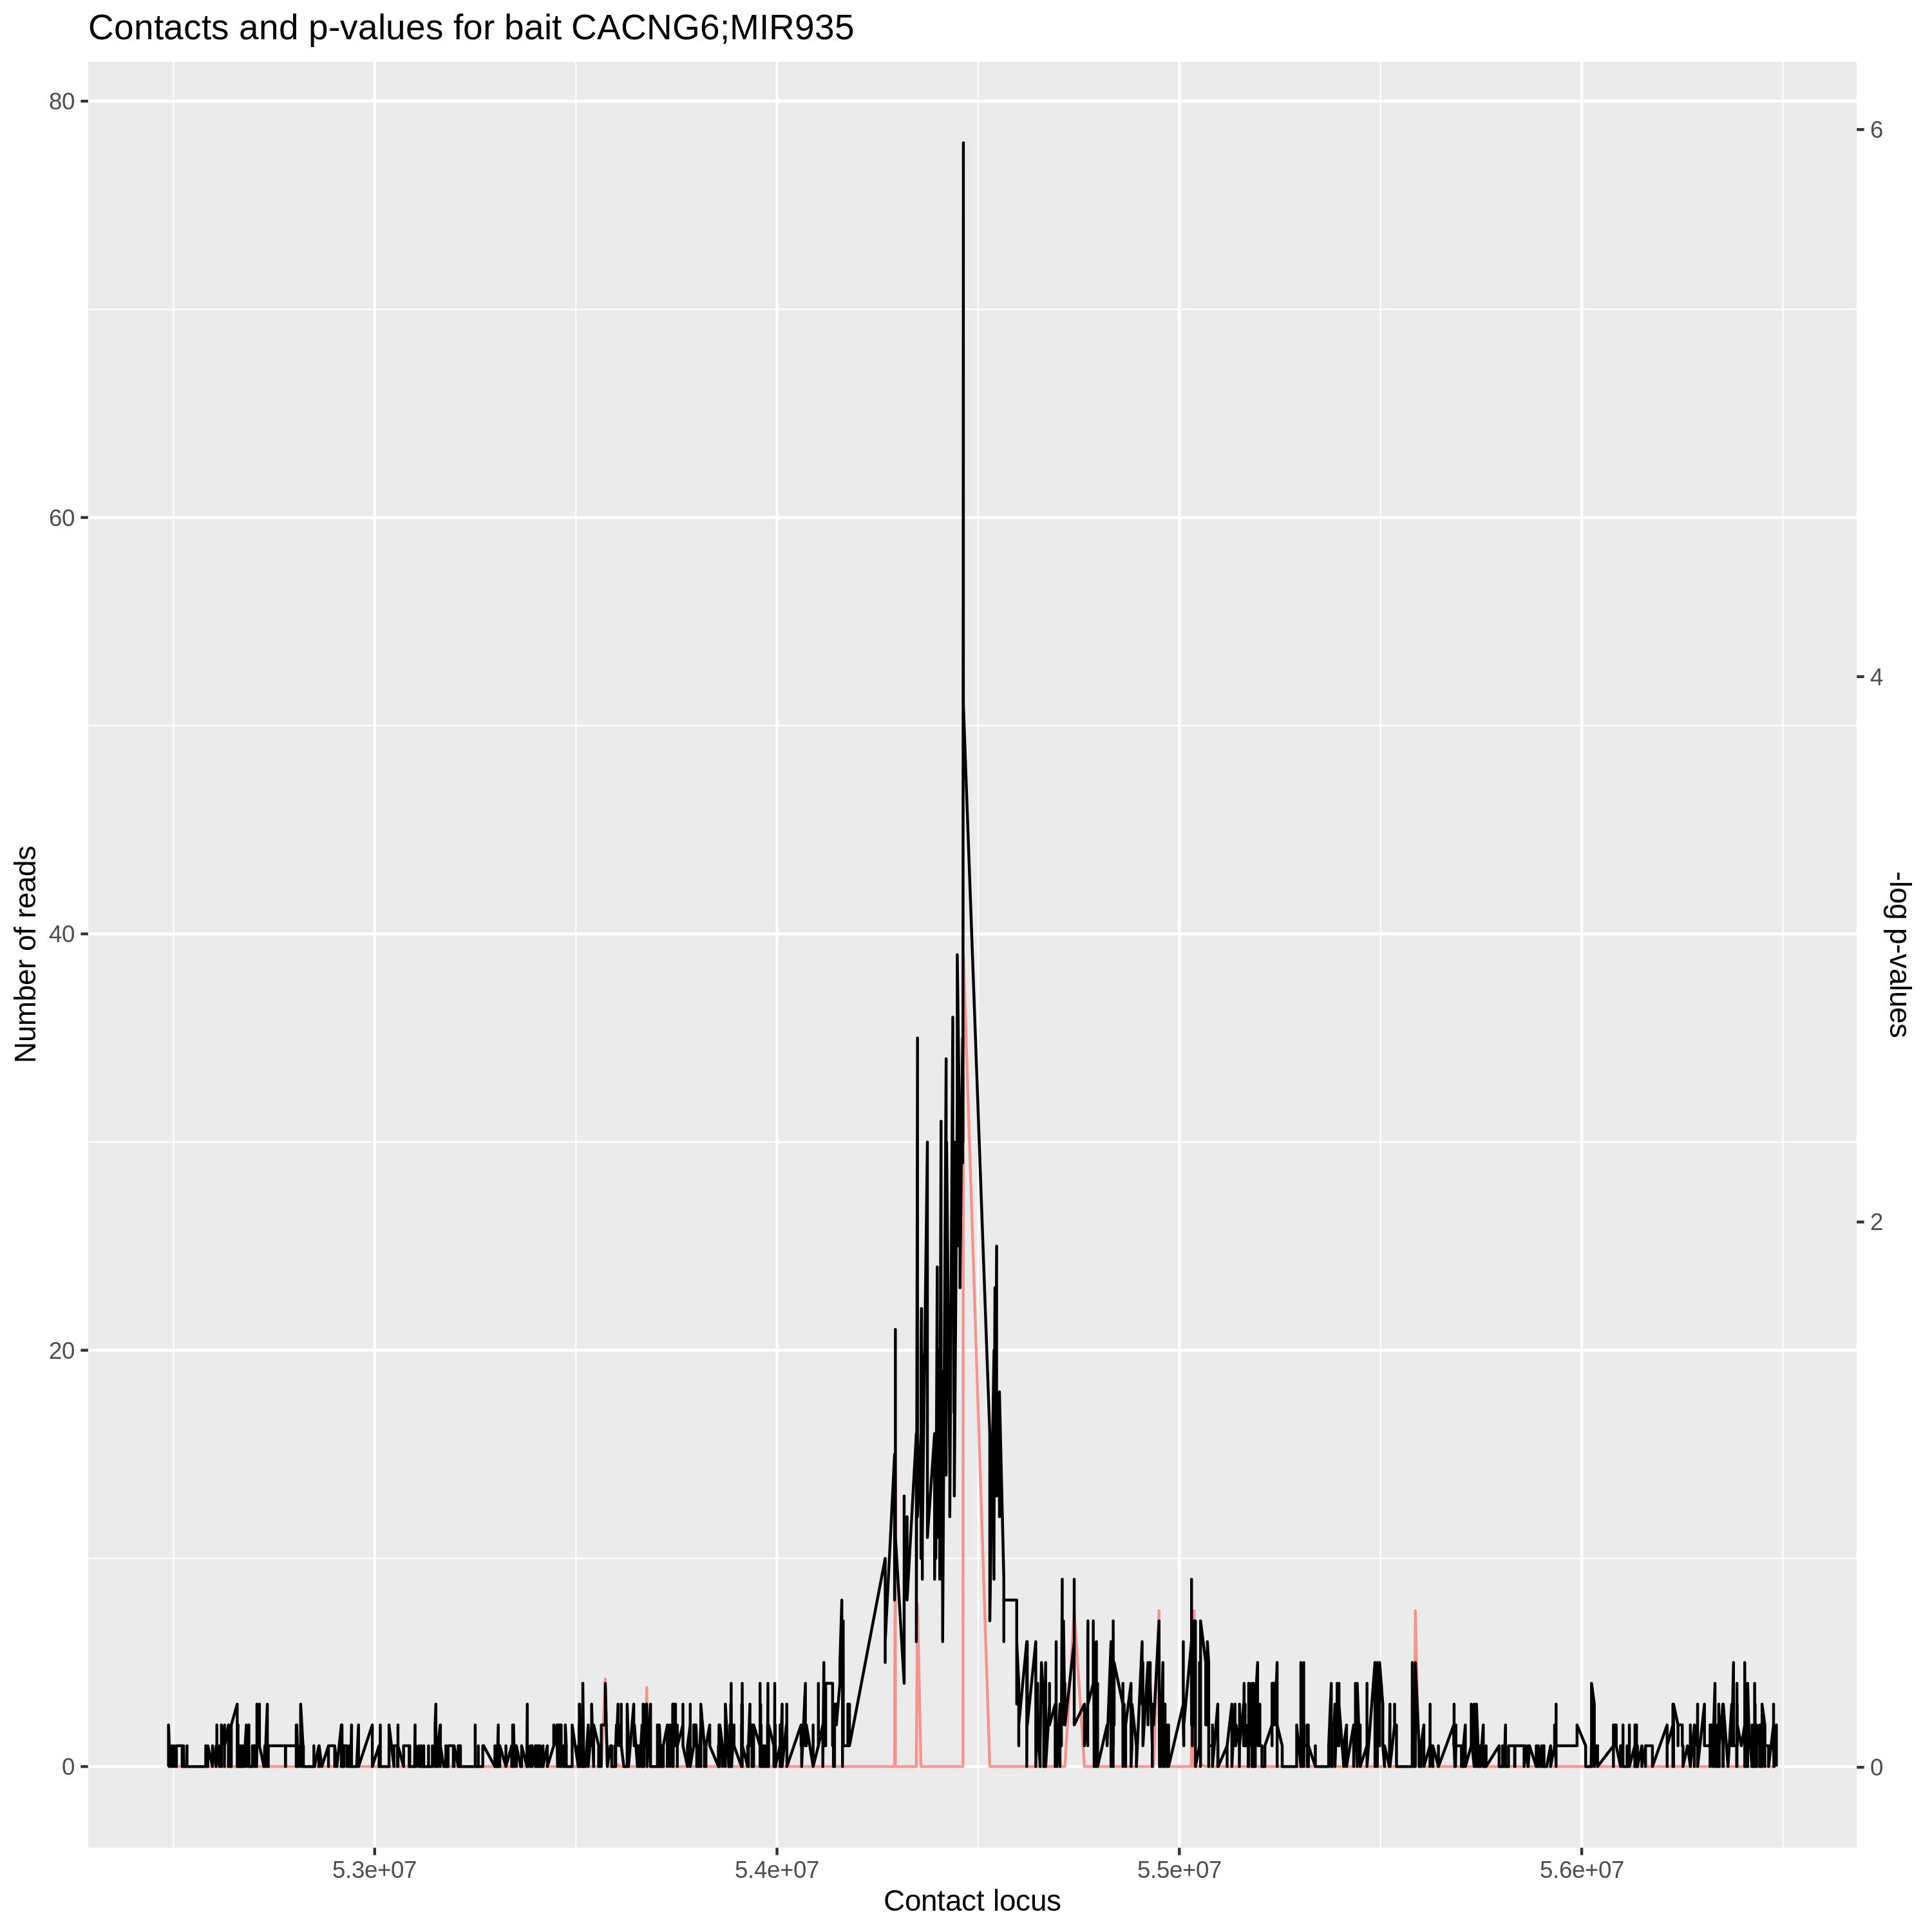 Contacts and p-values for bait CACNG6;MIR935
80
60
40
20
0
6
4
2
0
Number of reads
-log p-values
5.3e+07 5.4e+07 5.5e+07 5.6e+07
Contact locus